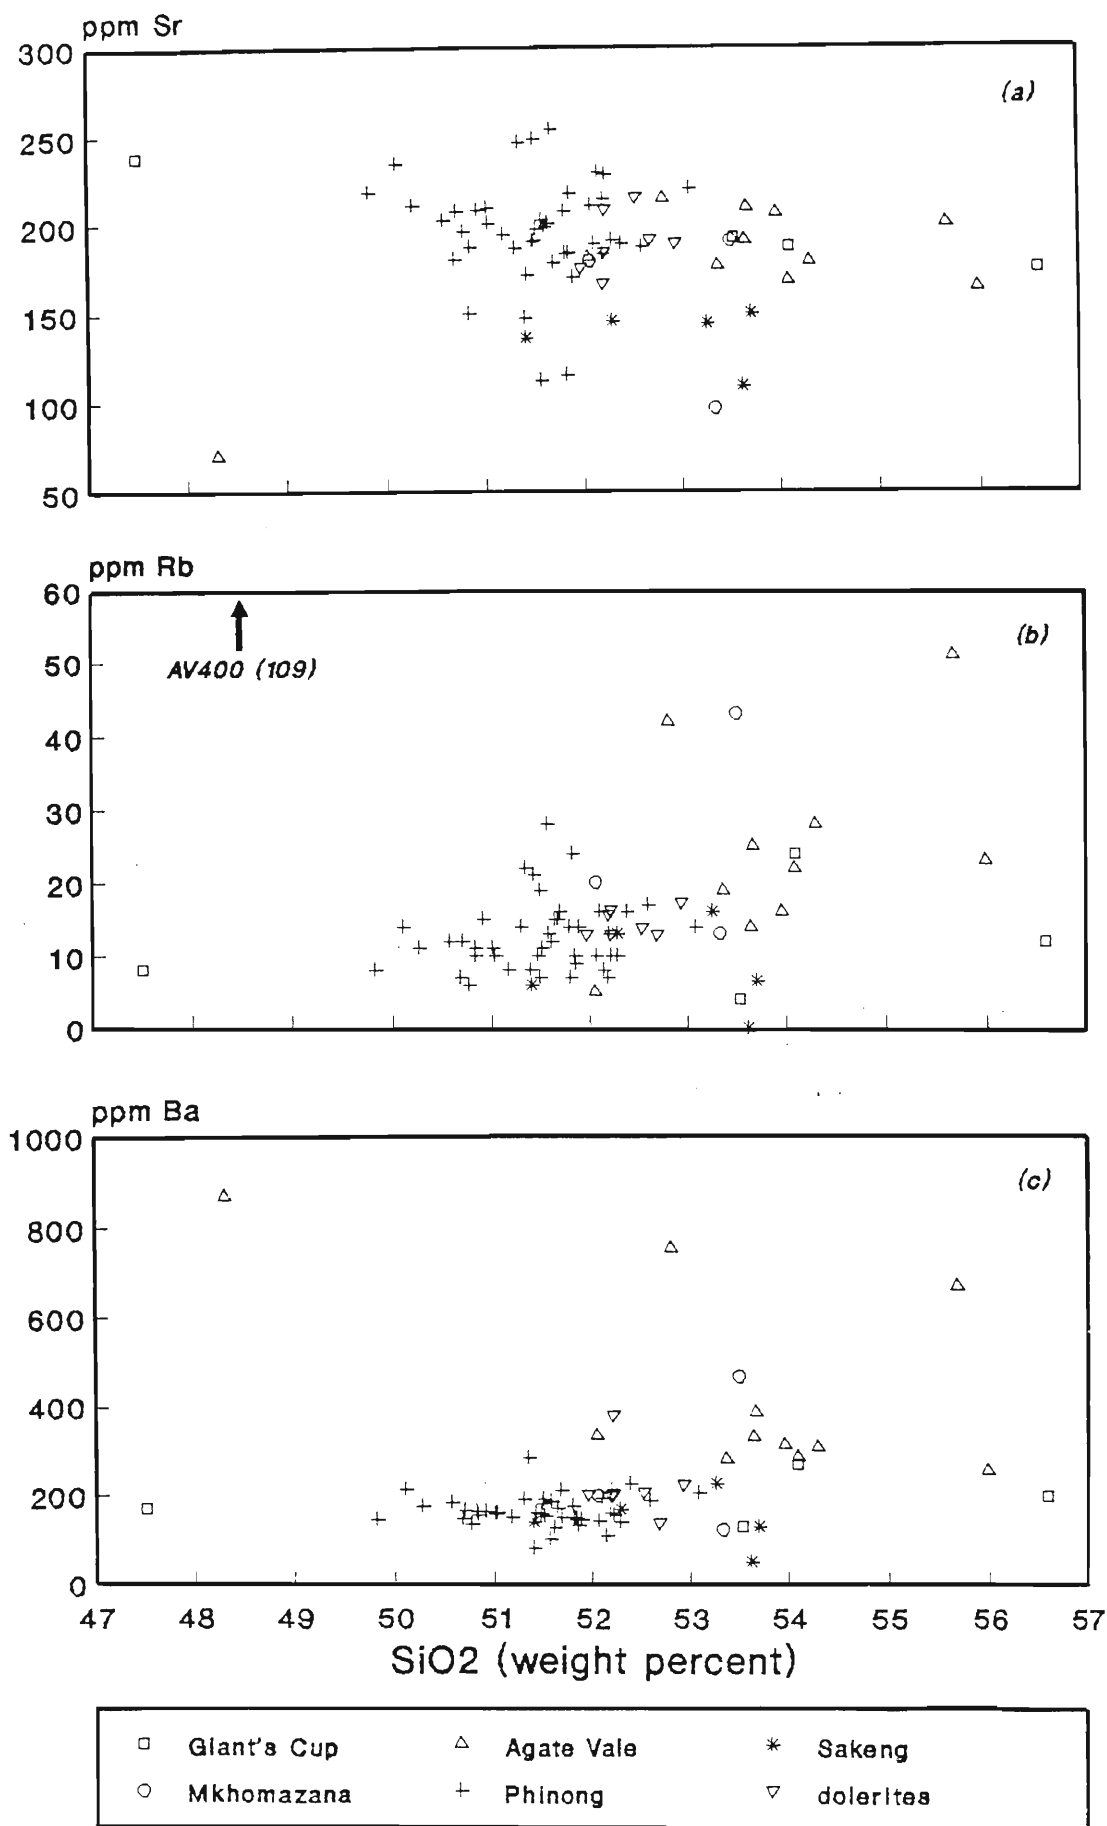 ppm Sr
300
(a)
250
200
150
100
50
ppm Rb
60
(b)
AV400 (109)
50
40
30
20
10
0
ppm Ba
1000
(c)
800
600
400
200
0
47 48 49 50 51 52 53 54 55 56 57
SiO2 (weight percent)
Giant's Cup Agate Vale Sakeng
Mkhomazana Phinong dolerites